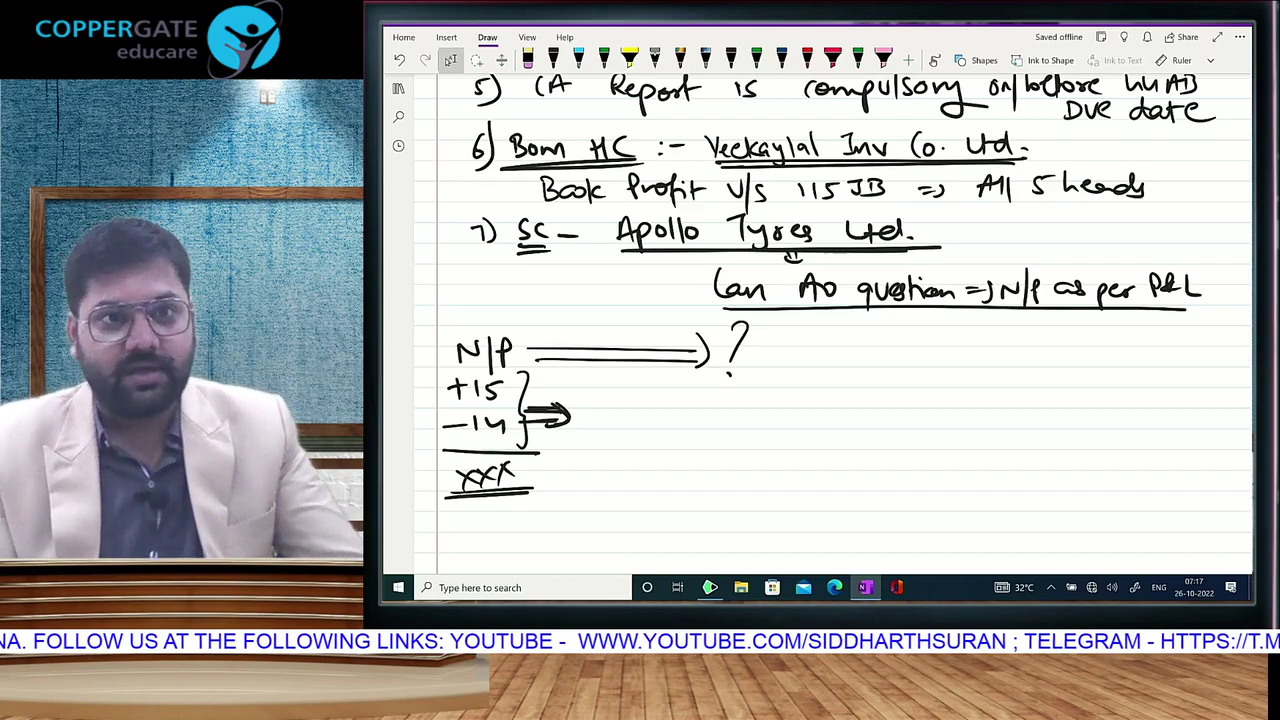 COPPERGATE
educare
Home Insert Draw View Help
Saved offline
Share
Shapes
Ink to Shape
Ink to Text
Ruler
5) CA Report is compulsory on/before 44AB
DUE date
6) Bom HC :- Veekaylal Inv Co. Ltd.
Book Profit u/s 115JB => All 5 heads
7) SC - Apollo Tyres Ltd.
Can AO question => N/P as per P&L
N/P ?
+15
-14
XXX
Type here to search
32°C
ENG
07:17
26-10-2022
NA. FOLLOW US AT THE FOLLOWING LINKS: YOUTUBE - WWW.YOUTUBE.COM/SIDDHARTHSURAN ; TELEGRAM - HTTPS://T.M